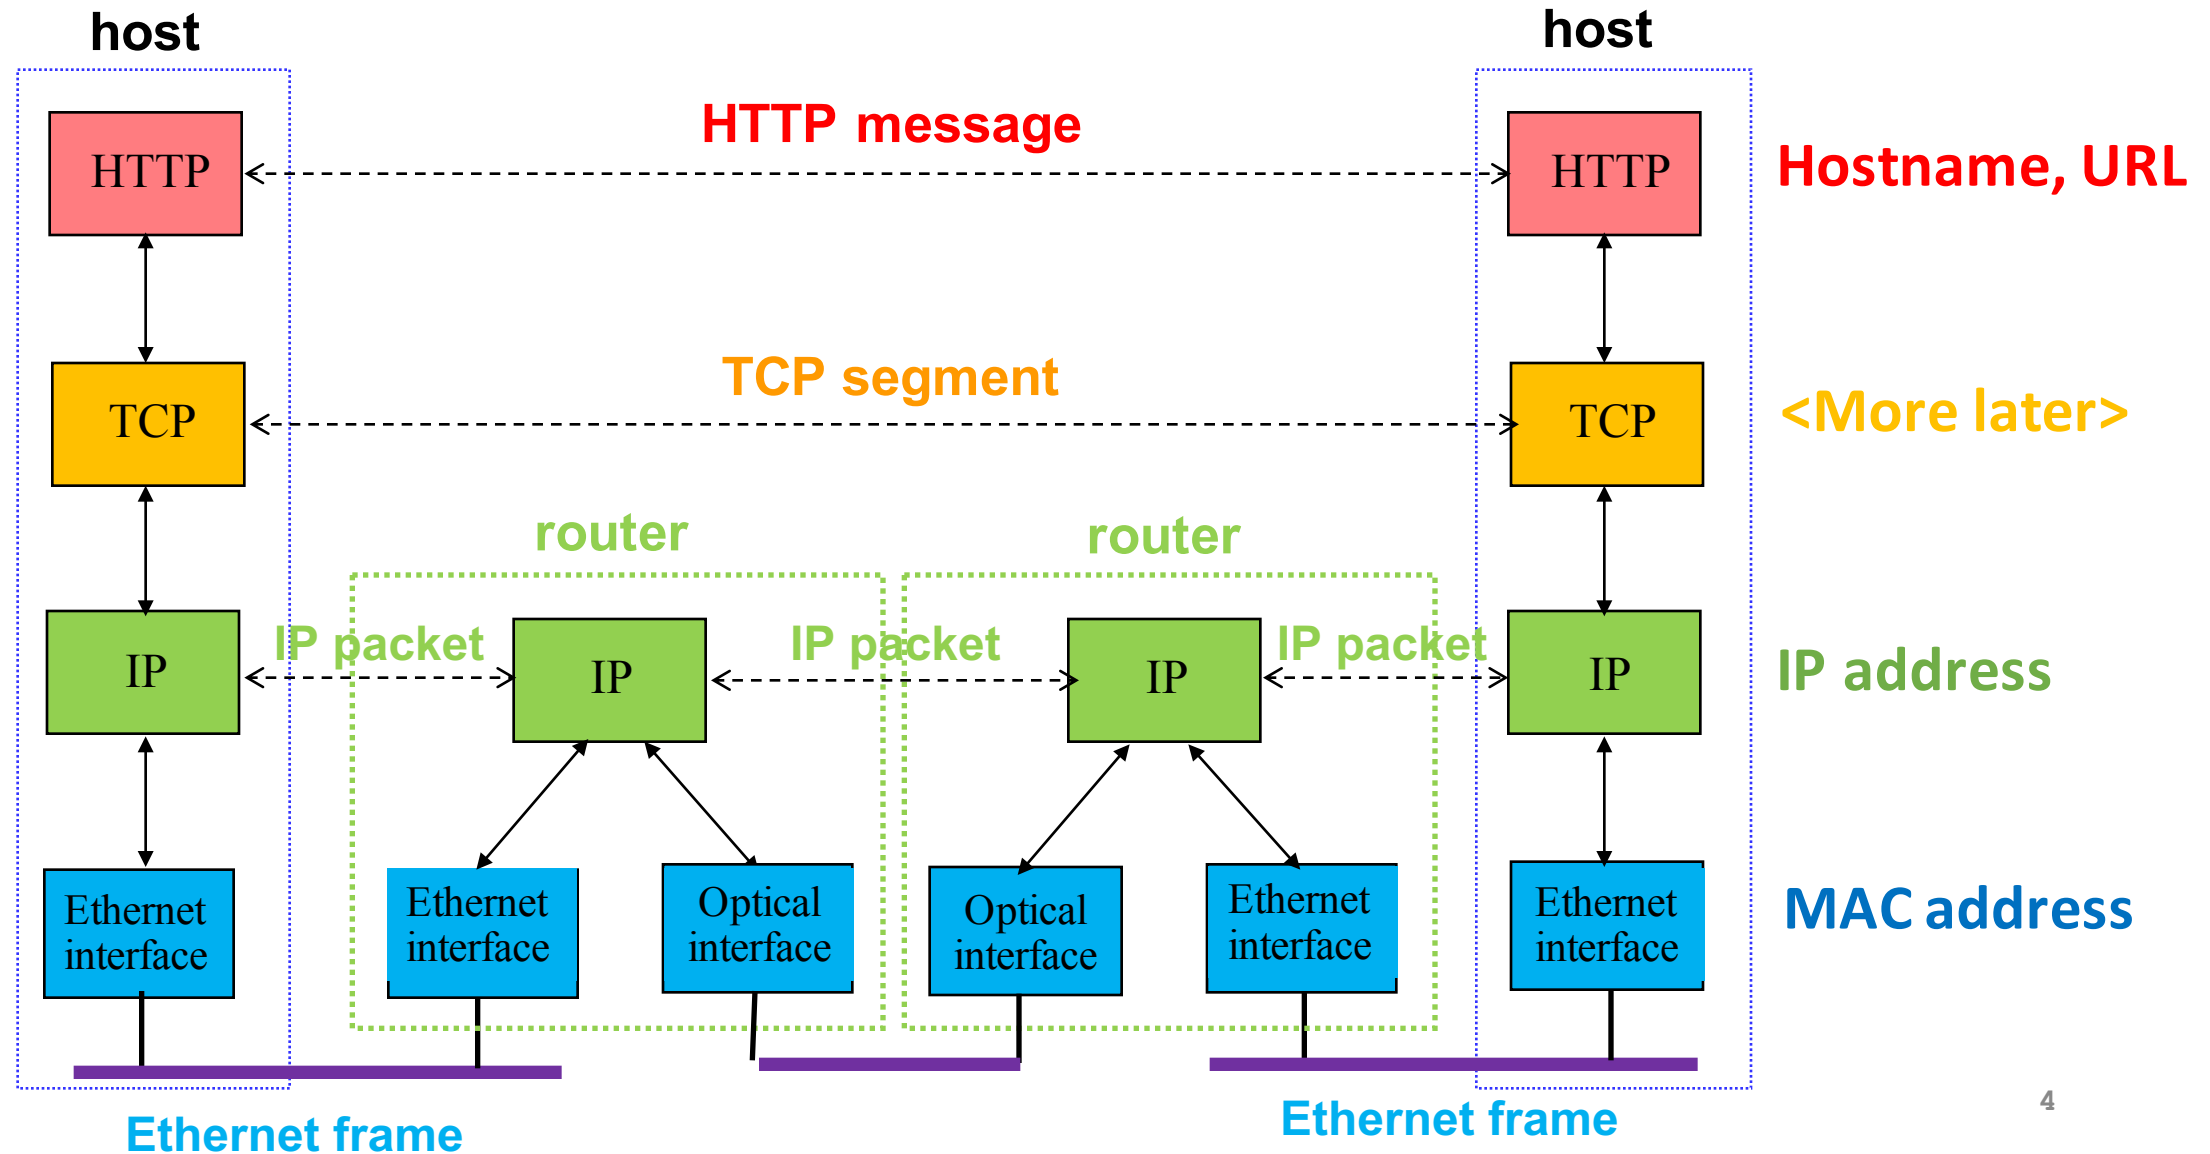 host
host
HTTP message
HTTP
HTTP
Hostname, URL
TCP segment
TCP
TCP
<More later>
router
router
IP packet
IP packet
IP packet
IP
IP
IP
IP
IP address
Ethernet
interface
Ethernet
interface
Optical
interface
Optical
interface
Ethernet
interface
Ethernet
interface
MAC address
Ethernet frame
Ethernet frame
4